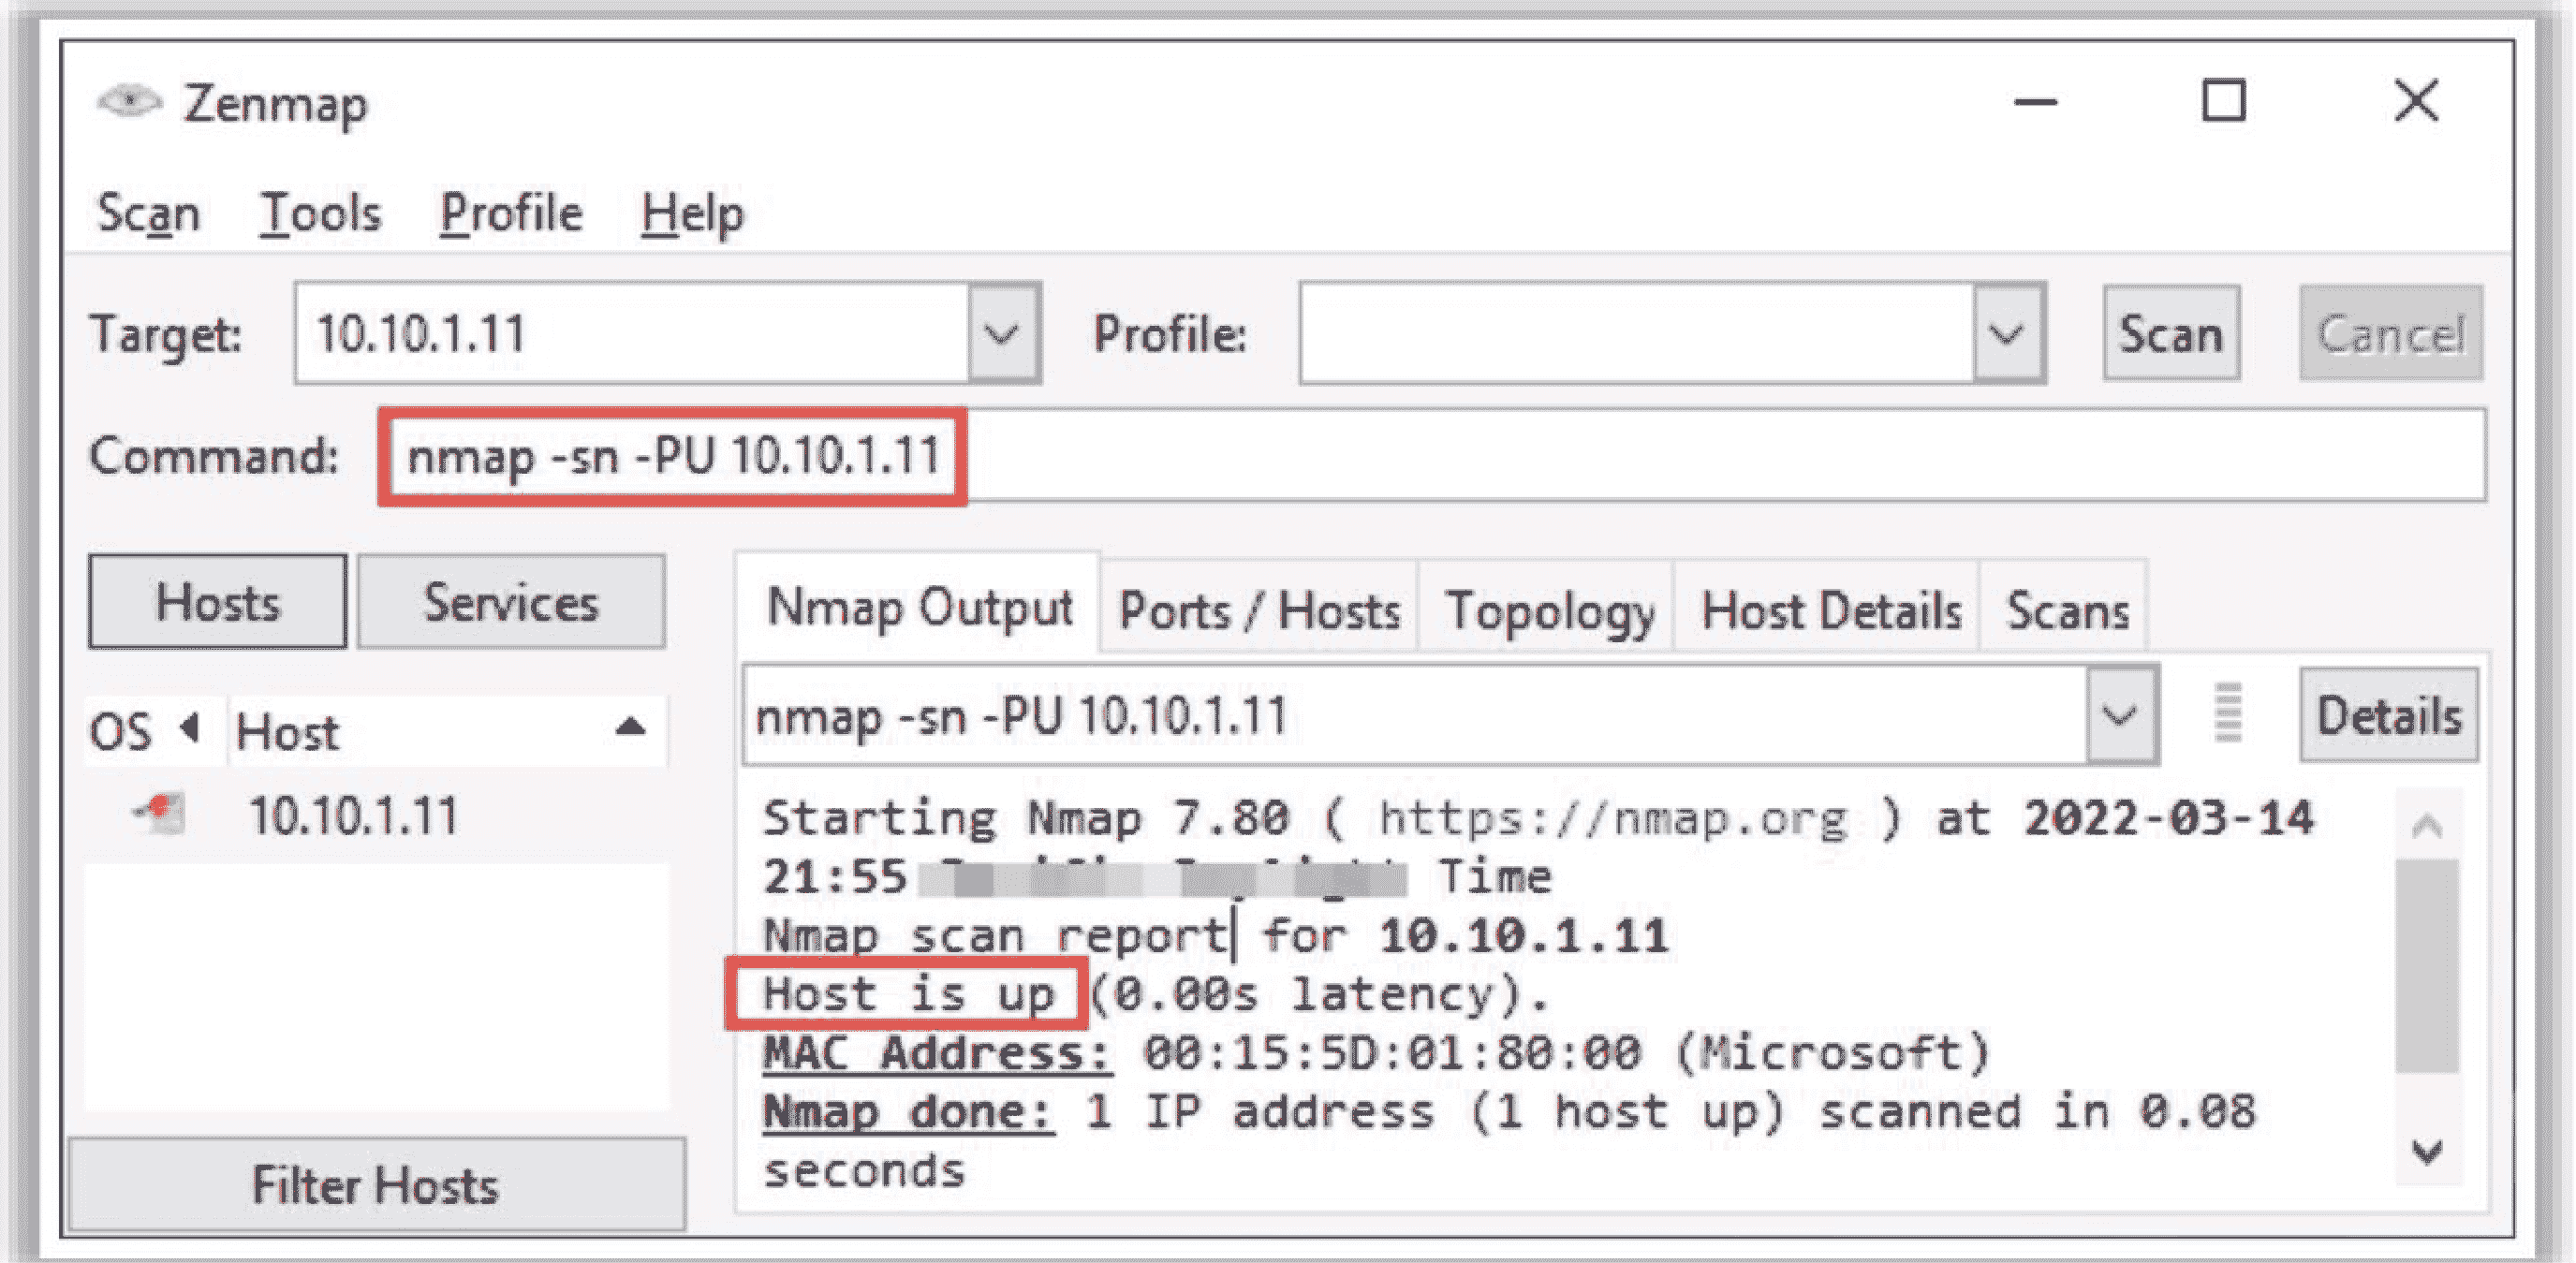 Zenmap
Scan Tools Profile Help
Target: 10.10.1.11 Profile: Scan Cancel
Command: nmap -sn -PU 10.10.1.11
Hosts Services
OS Host
10.10.1.11
Filter Hosts
Nmap Output Ports / Hosts Topology Host Details Scans
nmap -sn -PU 10.10.1.11 Details
Starting Nmap 7.80 ( https://nmap.org ) at 2022-03-14
21:55 Time
Nmap scan report for 10.10.1.11
Host is up (0.00s latency).
MAC Address: 00:15:5D:01:80:00 (Microsoft)
Nmap done: 1 IP address (1 host up) scanned in 0.08
seconds